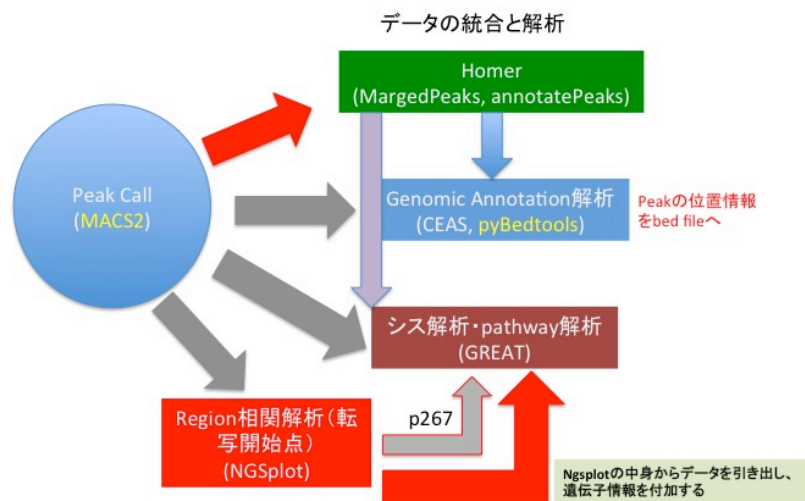 データの統合と解析
Homer
(MargedPeaks, annotatePeaks)
Peak Call
(MACS2)
Genomic Annotation解析
(CEAS, pyBedtools)
Peakの位置情報
をbed fileへ
シス解析・pathway解析
(GREAT)
Region相関解析（転
写開始点）
(NGSplot)
p267
Ngsplotの中身からデータを引き出し、
遺伝子情報を付加する